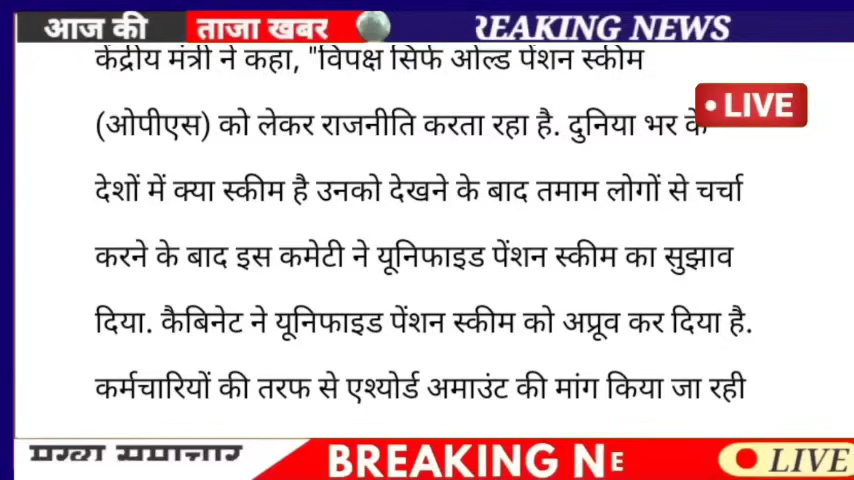 आज की ताजा खबर REAKING NEWS
केंद्रीय मंत्री ने कहा, "विपक्ष सिर्फ ओल्ड पेंशन स्कीम
• LIVE
(ओपीएस) को लेकर राजनीति करता रहा है. दुनिया भर के
देशों में क्या स्कीम है उनको देखने के बाद तमाम लोगों से चर्चा
करने के बाद इस कमेटी ने यूनिफाइड पेंशन स्कीम का सुझाव
दिया. कैबिनेट ने यूनिफाइड पेंशन स्कीम को अप्रूव कर दिया है.
कर्मचारियों की तरफ से एश्योर्ड अमाउंट की मांग किया जा रही
BREAKING NE LIVE